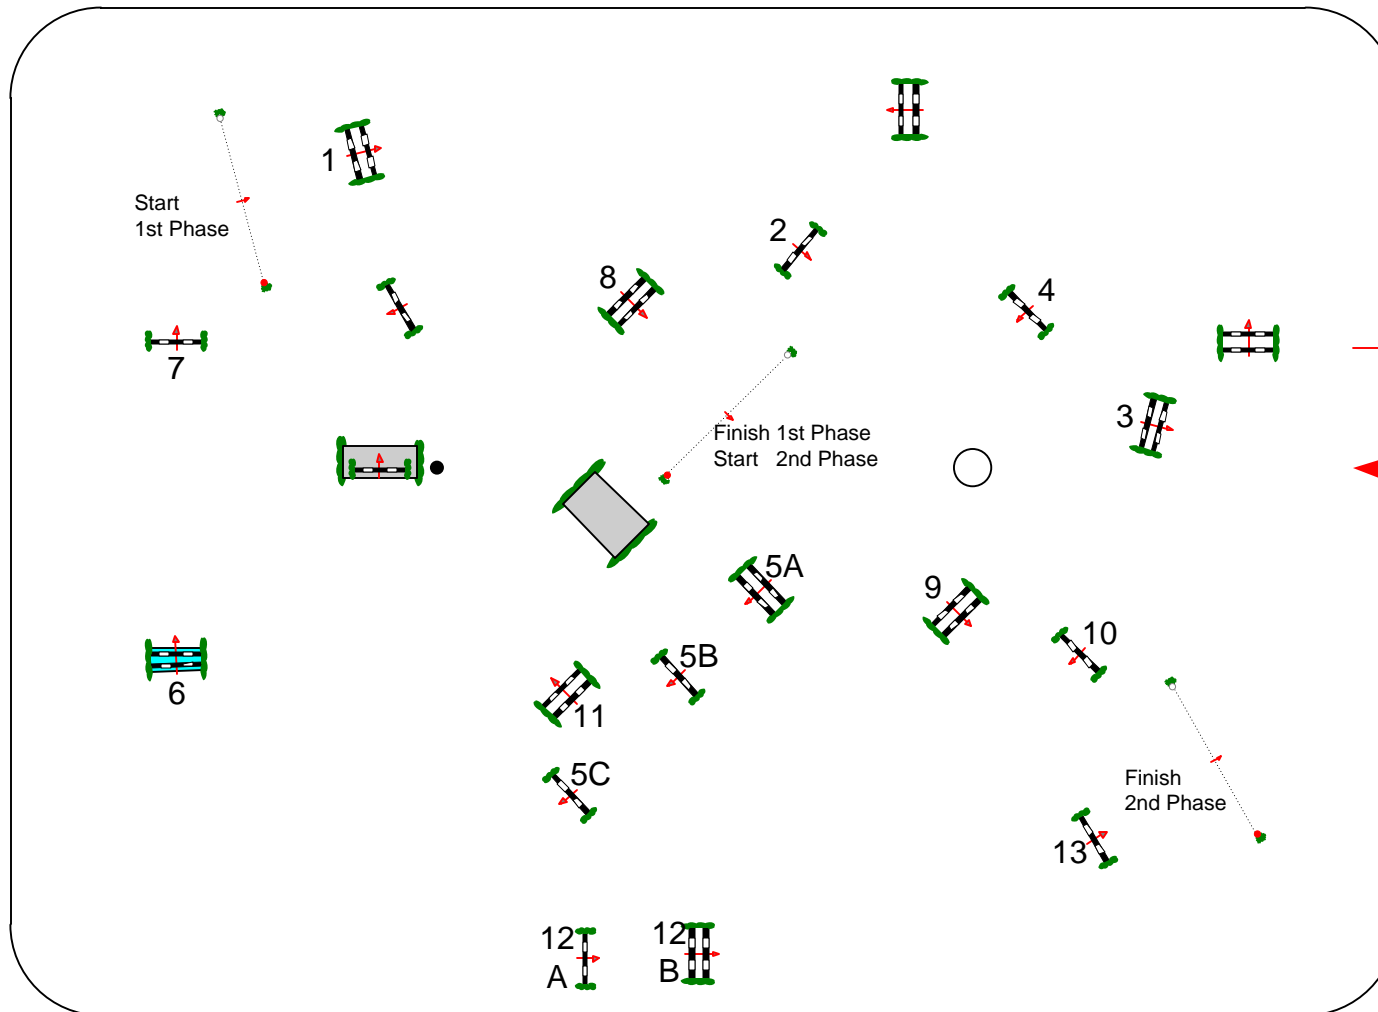 1
Start
1st Phase
2
8
4
7
3
Finish 1st Phase
Start 2nd Phase
5A
9
10
5B
6
11
5C
Finish
2nd Phase
13
12
A
12
B